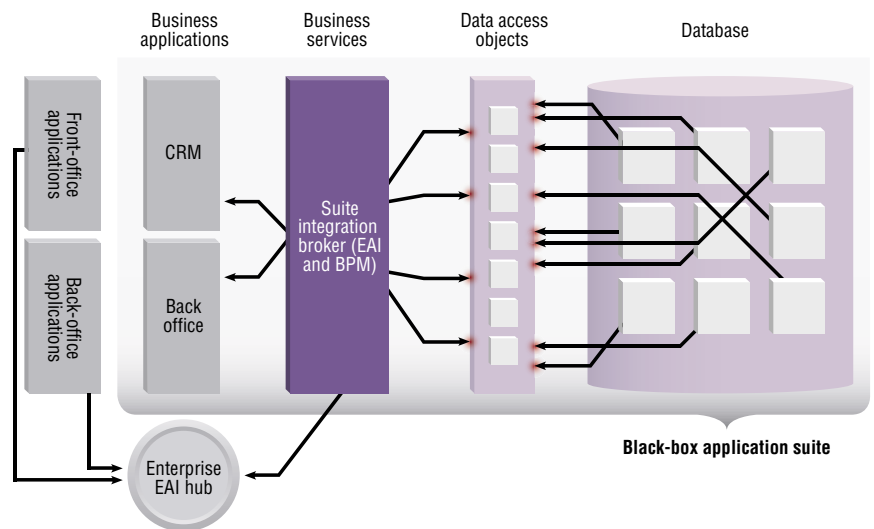 Business
applications
Business
services
Data access
objects
Database
Front-office
applications
Back-office
applications
CRM
Back
office
Suite
integration
broker (EAI
and BPM)
Black-box application suite
Enterprise
EAI hub